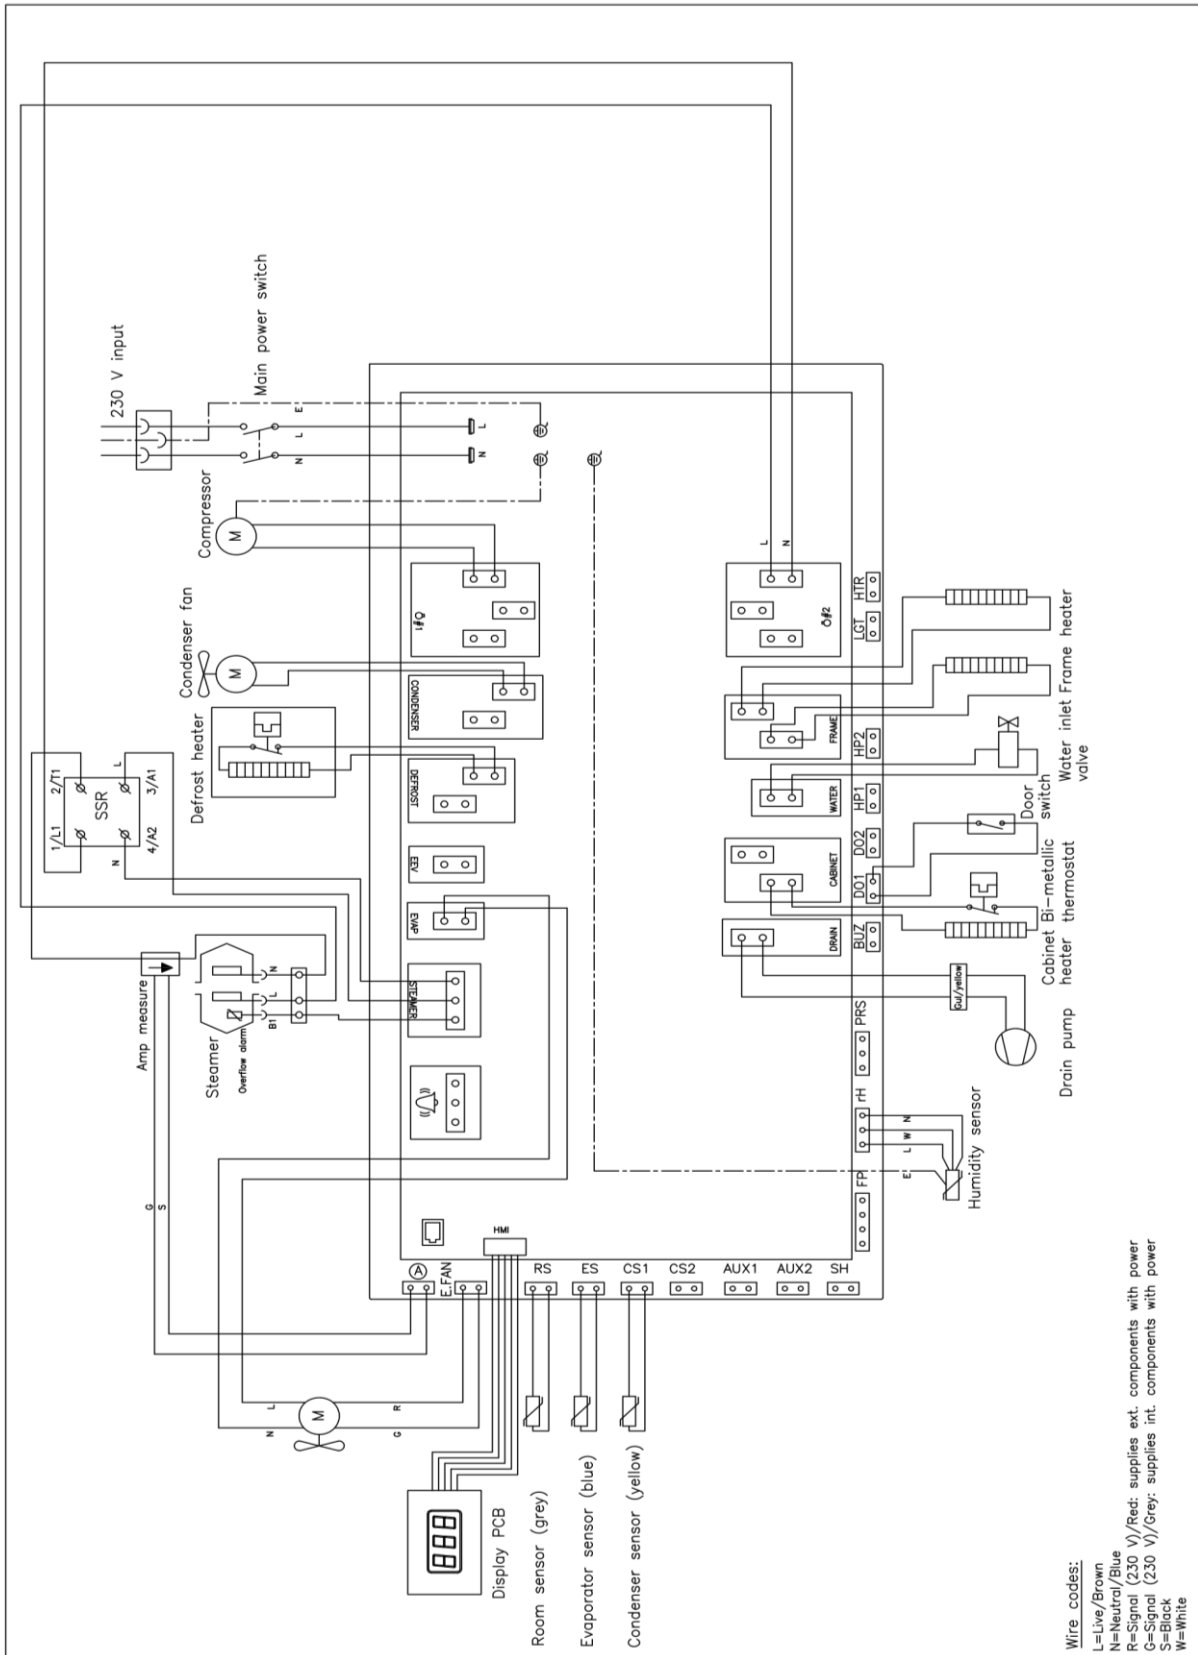 230 V input
Main power switch
E
L
N
L
N
Compressor
M
Condenser fan
M
Defrost heater
2/T1
1/L1
SSR
L
3/A1
N
4/A2
Amp measure
Steamer
Overflow alarm
N
L
B1
G
S
#1
CONDENSER
DEFROST
EEV
EVAP
STEAMER
HMI
L
N
#2
FRAME
WATER
CABINET
DRAIN
HTR
LGT
HP2
HP1
DO2
DO1
BUZ
PRS
rH
FP
A
E.FAN
RS
ES
CS1
CS2
AUX1
AUX2
SH
Frame heater
Water inlet
valve
Door
switch
Bi-metallic
thermostat
Cabinet
heater
Gul/yellow
Drain pump
N
W
L
E
Humidity sensor
L
N
M
R
G
888
Display PCB
Room sensor (grey)
Evaporator sensor (blue)
Condenser sensor (yellow)
Wire codes:
L=Live/Brown
N=Neutral/Blue
R=Signal (230 V)/Red: supplies ext. components with power
G=Signal (230 V)/Grey: supplies int. components with power
S=Black
W=White